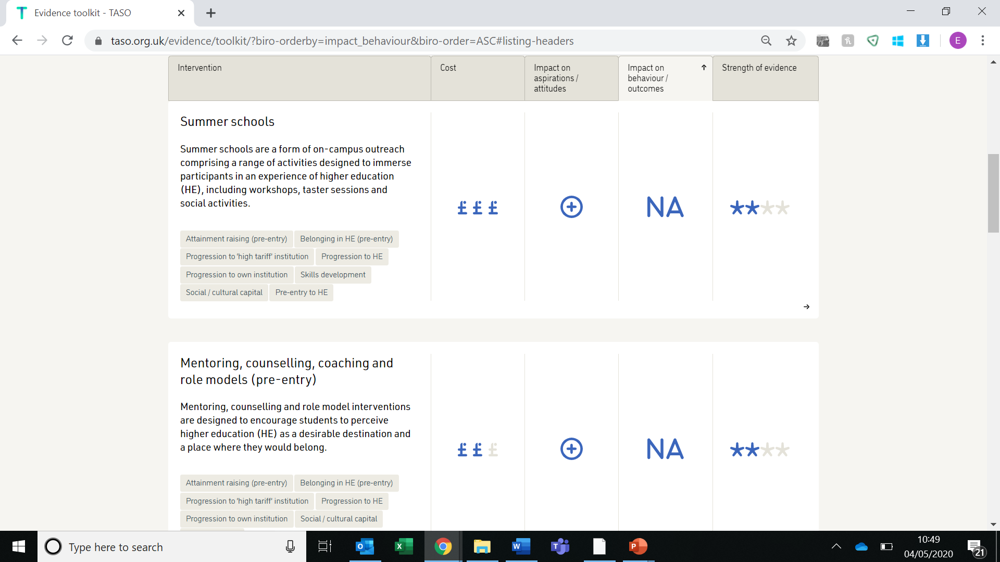 Evidence toolkit - TASO
taso.org.uk/evidence/toolkit/?biro-orderby=impact_behaviour&biro-order=ASC#listing-headers
E
Intervention
Cost
Impact on
aspirations /
attitudes
Impact on
behaviour /
outcomes
Strength of evidence
Summer schools
Summer schools are a form of on-campus outreach
comprising a range of activities designed to immerse
participants in an experience of higher education
(HE), including workshops, taster sessions and
social activities.
£ £ £
NA
Attainment raising (pre-entry)
Belonging in HE (pre-entry)
Progression to 'high tariff' institution
Progression to HE
Progression to own institution
Skills development
Social / cultural capital
Pre-entry to HE
Mentoring, counselling, coaching and
role models (pre-entry)
Mentoring, counselling and role model interventions
are designed to encourage students to perceive
higher education (HE) as a desirable destination and
a place where they would belong.
£ £ £
NA
Attainment raising (pre-entry)
Belonging in HE (pre-entry)
Progression to 'high tariff' institution
Progression to HE
Progression to own institution
Social / cultural capital
Type here to search
10:49
04/05/2020
21